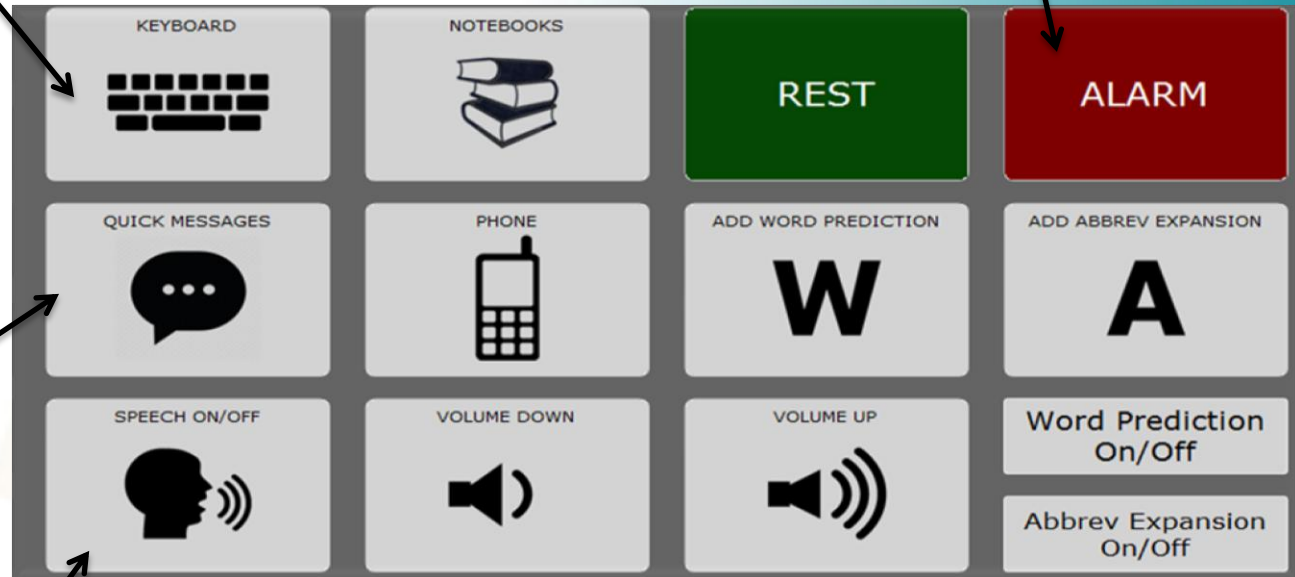 KEYBOARD
NOTEBOOKS
REST
ALARM
QUICK MESSAGES
PHONE
ADD WORD PREDICTION
W
ADD ABBREV EXPANSION
A
SPEECH ON/OFF
VOLUME DOWN
VOLUME UP
Word Prediction
On/Off
Abbrev Expansion
On/Off